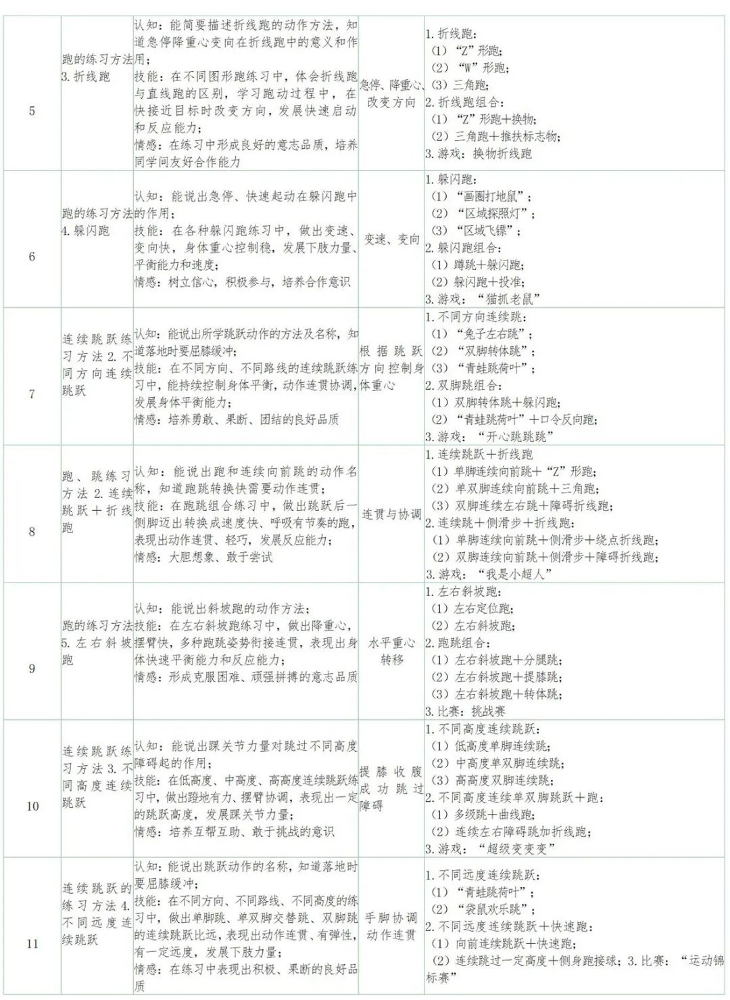 5
跑的练习方法
3.折线跑
认知：能简要描述折线跑的动作方法，知
道急停降重心变向在折线跑中的意义和作
用；
技能：在不同图形跑练习中，体会折线跑
与直线跑的区别，学习跑动过程中，在
快接近目标时改变方向，发展快速启动
和反应能力；
情感：在练习中形成良好的意志品质，培养
同学间友好合作能力
急停、降重心、
改变方向
1.折线跑：
（1）“Z”形跑；
（2）“W”形跑；
（3）三角跑；
2.折线跑组合：
（1）“Z”形跑＋换物；
（2）三角跑＋推扶标志物；
3.游戏：换物折线跑
6
跑的练习方法
4.躲闪跑
认知：能说出急停、快速起动在躲闪跑中
的作用；
技能：在各种躲闪跑练习中，做出变速、
变向快，身体重心控制稳，发展下肢力量、
平衡能力和速度；
情感：树立信心，积极参与，培养合作意识
变速、变向
1.躲闪跑：
（1）“画圈打地鼠”；
（2）“区域探照灯”；
（3）“区域飞镖”；
2.躲闪跑组合：
（1）蹲跳＋躲闪跑；
（2）躲闪跑＋投准；
3.游戏：“猫抓老鼠”
7
连续跳跃练
习方法2.不
同方向连续
跳跃
认知：能说出所学跳跃动作的方法及名称，知
道落地时要屈膝缓冲；
技能：在不同方向、不同路线的连续跳跃练
习中，能持续控制身体平衡，动作连贯协调，
发展身体平衡能力；
情感：培养勇敢、果断、团结的良好品质
根据跳跃
方向控制身
体重心
1.不同方向连续跳：
（1）“兔子左右跳”；
（2）“双脚转体跳”；
（3）“青蛙跳荷叶”；
2.双脚跳组合：
（1）双脚转体跳＋躲闪跑；
（2）“青蛙跳荷叶”＋口令反向跑；
3.游戏：“开心跳跳跳”
8
跑、跳练习
方法2.连续
跳跃＋折线
跑
认知：能说出跑和连续向前跳的动作名
称，知道跑跳转换快需要动作连贯；
技能：在跑跳组合练习中，做出跳跃后一
侧脚迈出转换成速度快、呼吸有节奏的跑，
表现出动作连贯、轻巧，发展反应能力；
情感：大胆想象、敢于尝试
连贯与协调
1.连续跳跃＋折线跑
（1）单脚连续向前跳＋“Z”形跑；
（2）单双脚连续向前跳＋三角跑；
（3）双脚连续左右跳＋障碍折线跑；
2.连续跳＋侧滑步＋折线跑：
（1）单脚连续向前跳＋侧滑步＋绕点折线跑；
（2）双脚连续向前跳＋侧滑步＋障碍折线跑；
3.游戏：“我是小超人”
9
跑的练习方法
5.左右斜坡
跑
认知：能说出斜坡跑的动作方法；
技能：在左右斜坡跑练习中，做出降重心，
摆臂快，多种跑跳姿势衔接连贯，表现出身
体快速平衡能力和反应能力；
情感：形成克服困难、顽强拼搏的意志品质
水平重心
转移
1.左右斜坡跑：
（1）左右定位跑；
（2）左右斜坡跑；
2.跑跳组合：
（1）左右斜坡跑＋分腿跳；
（2）左右斜坡跑＋提膝跳；
（3）左右斜坡跑＋转体跳；
3.比赛：挑战赛
10
连续跳跃练
习方法3.不
同高度连续
跳跃
认知：能说出踝关节力量对跳过不同高度
障碍起的作用；
技能：在低高度、中高度、高高度连续跳跃练
习中，做出蹬地有力、摆臂协调，表现出一定
的跳跃高度，发展踝关节力量；
情感：培养互帮互助、敢于挑战的意识
提膝收腹
成功跳过
障碍
1.不同高度连续跳跃：
（1）低高度单脚连续跳；
（2）中高度单双脚连续跳；
（3）高高度双脚连续跳；
2.不同高度连续单双脚跳跃＋跑：
（1）多级跳＋曲线跑；
（2）连续左右障碍跳加折线跑；
3.游戏：“超级变变变”
11
连续跳跃的
练习方法4.
不同远度连
续跳跃
认知：能说出跳跃动作的名称，知道落地时
要屈膝缓冲；
技能：在不同方向、不同路线、不同高度的练
习中，做出单脚跳、单双脚交替跳、双脚跳
的连续跳跃比远，表现出动作连贯、有弹性，
有一定远度，发展下肢力量；
情感：在练习中表现出积极、果断的良好品
质
手脚协调
动作连贯
1.不同远度连续跳跃：
（1）“青蛙跳荷叶”；
（2）“袋鼠欢乐跳”；
2.不同远度连续跳跃＋快速跑：
（1）向前连续跳跃＋快速跑；
（2）连续跳过一定高度＋侧身跑接球；3.比赛：“运动锦
标赛”